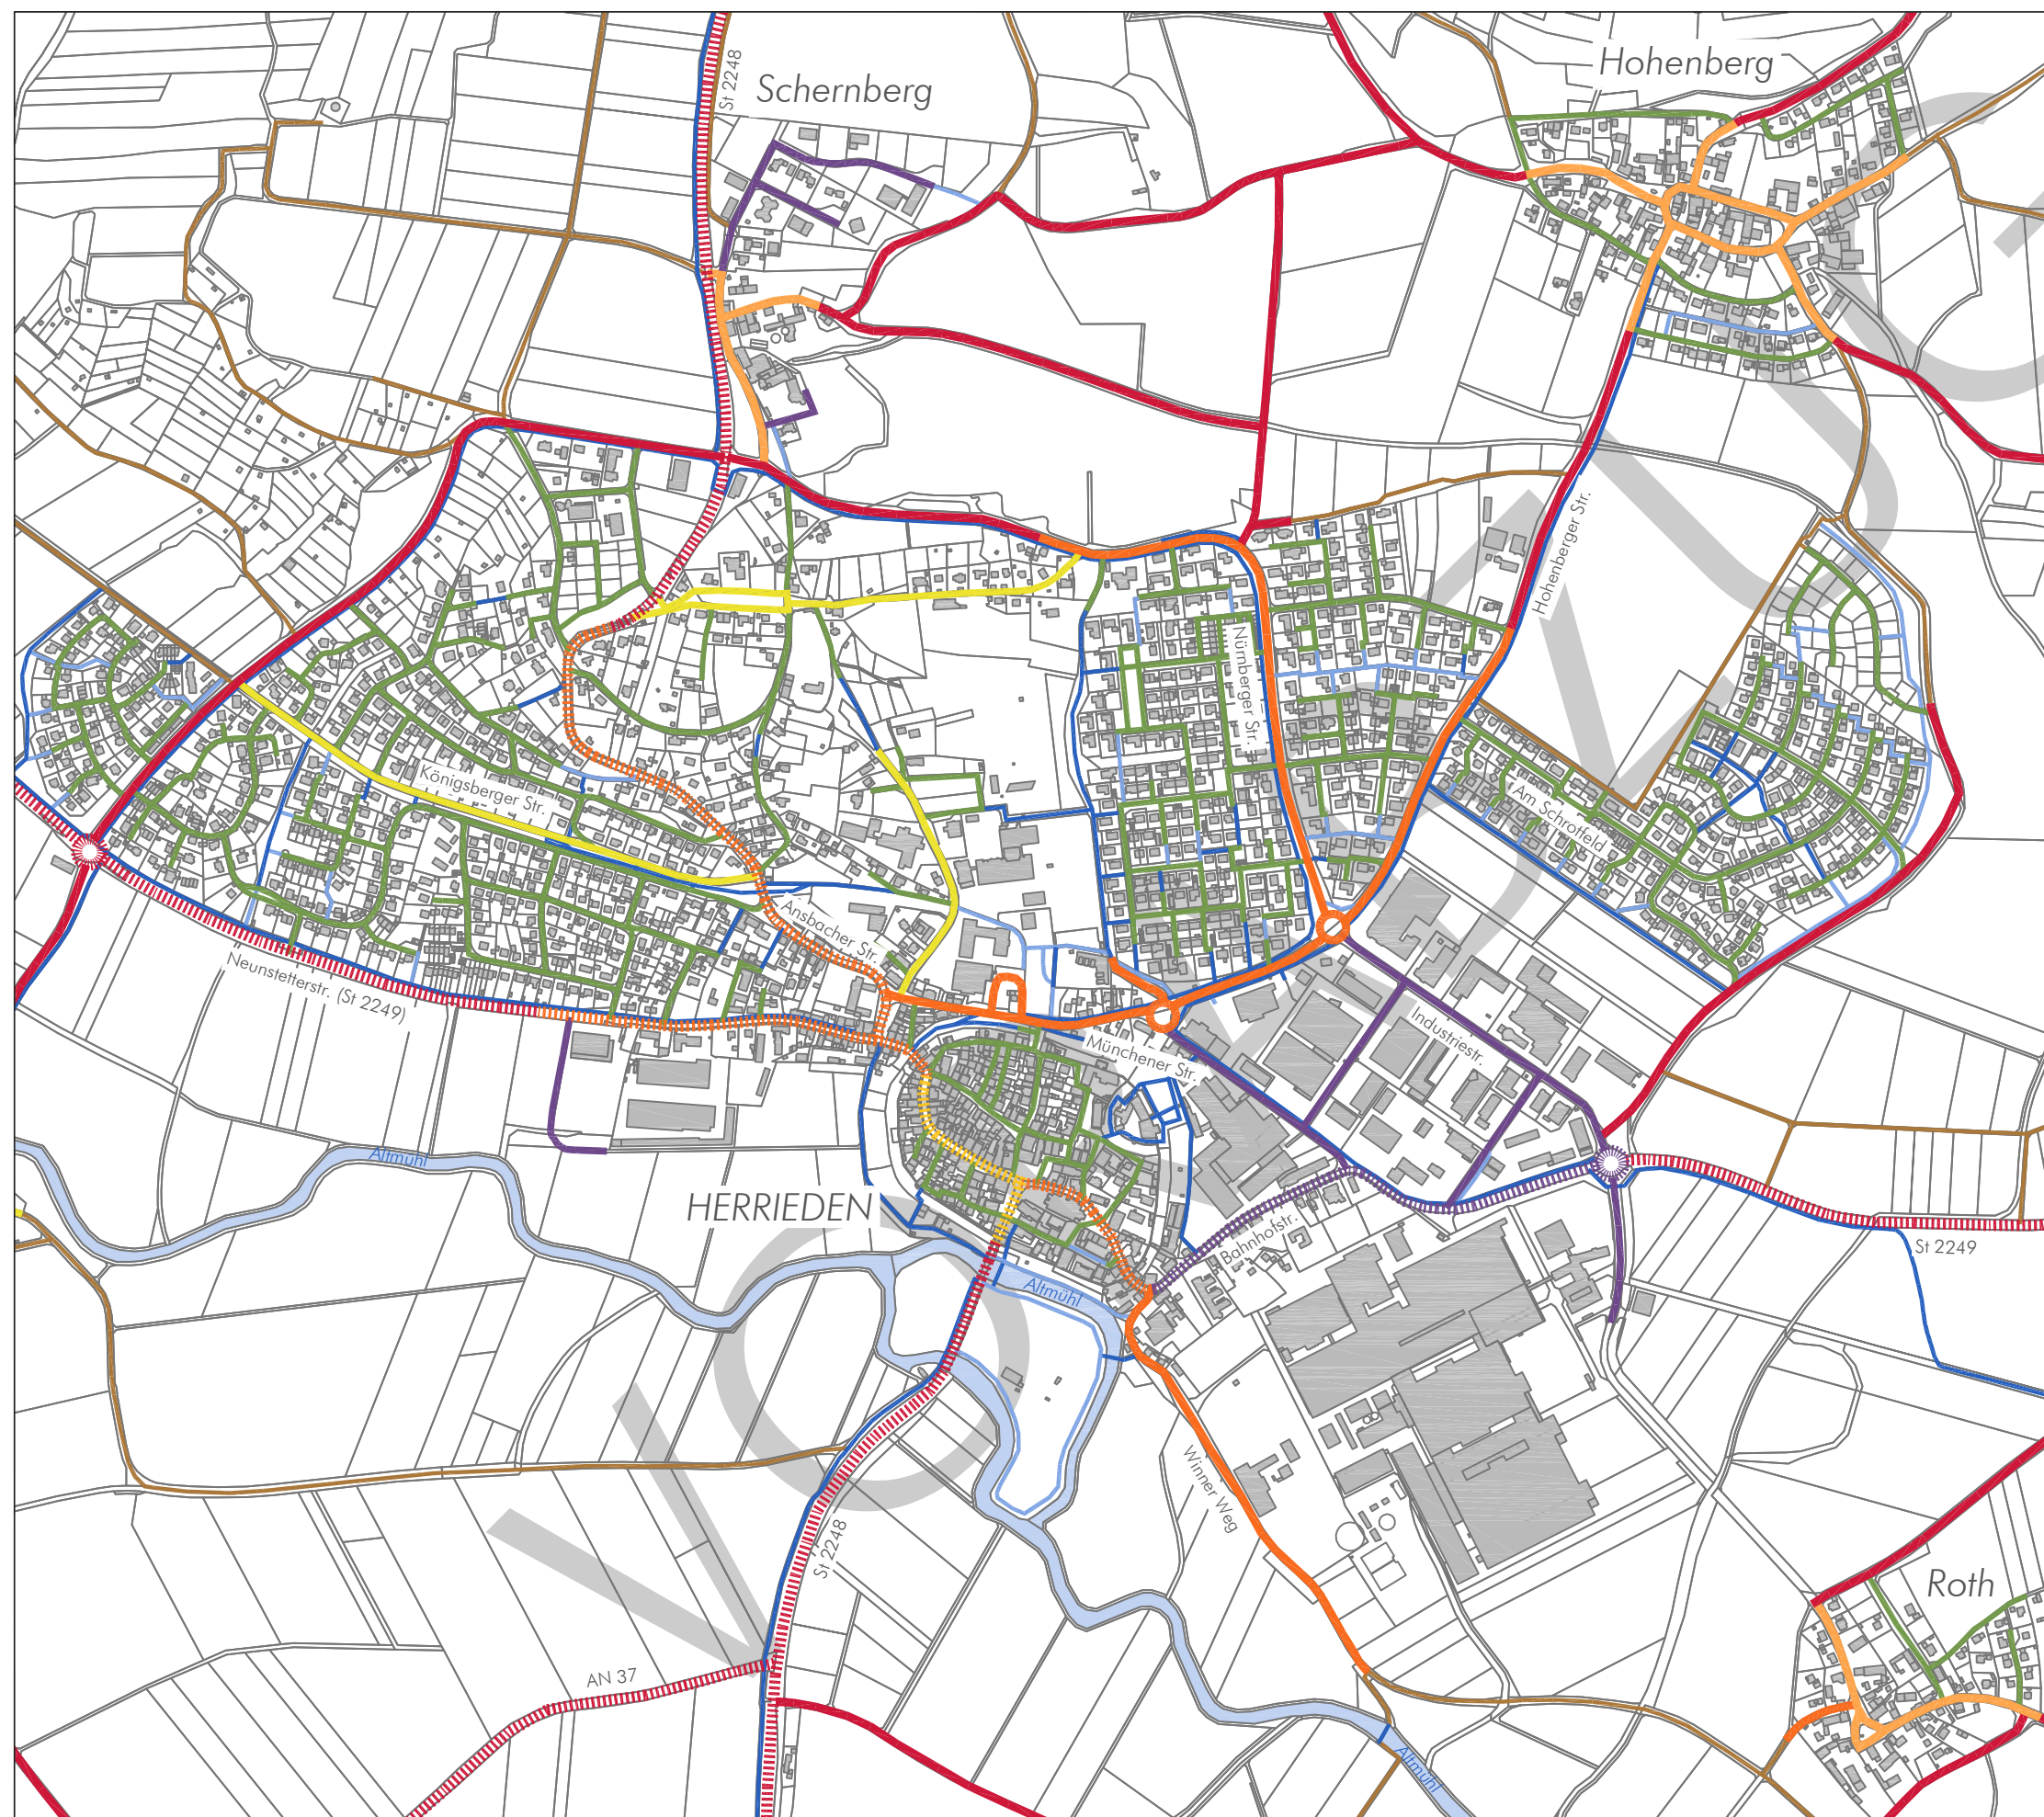 St 2248
Schernberg
Hohenberg
Hohenberger Str.
Nürnberger Str.
Königsberger Str.
Am Schrotfeld
Ansbacher Str.
Neunstetterstr. (St 2249)
Industriestr.
Münchener Str.
Altmühl
HERRIEDEN
Bahnhofstr.
St 2249
Altmühl
Winner Weg
St 2248
Roth
AN 37
Altmühl